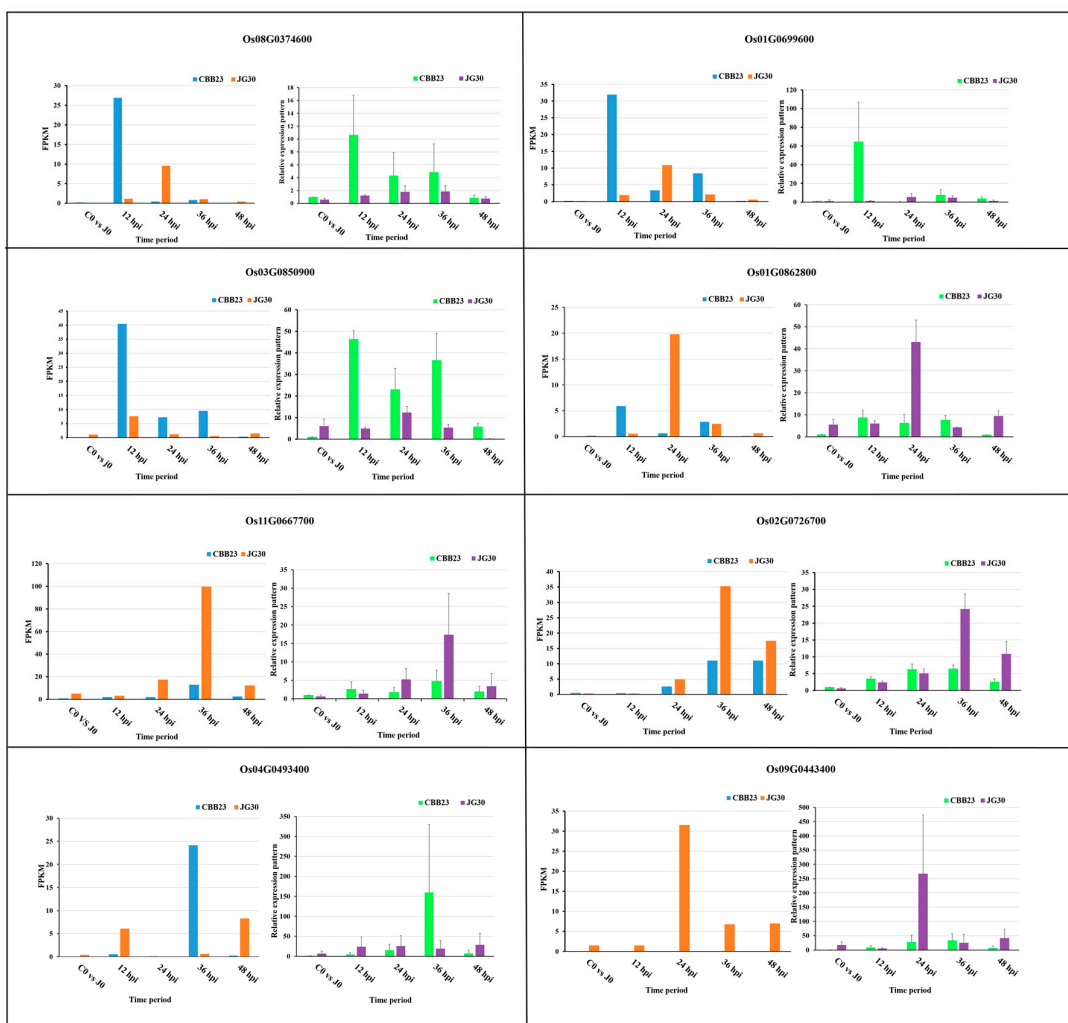 Os08G0374600
CBB23 JG30
FPKM
30
25
20
15
10
5
0
C0 vs J0 12 hpi 24 hpi 36 hpi 48 hpi
Time period
CBB23 JG30
Relative expression pattern
18
16
14
12
10
8
6
4
2
0
C0 vs J0 12 hpi 24 hpi 36 hpi 48 hpi
Time period
Os01G0699600
CBB23 JG30
FPKM
35
30
25
20
15
10
5
0
C0 vs J0 12 hpi 24 hpi 36 hpi 48 hpi
Time period
CBB23 JG30
Relative expression pattern
120
100
80
60
40
20
0
C0 vs J0 12 hpi 24 hpi 36 hpi 48 hpi
Time period
Os03G0850900
CBB23 JG30
FPKM
45
40
35
30
25
20
15
10
5
0
C0 vs J0 12 hpi 24 hpi 36 hpi 48 hpi
Time period
CBB23 JG30
Relative expression pattern
60
50
40
30
20
10
0
C0 vs J0 12 hpi 24 hpi 36 hpi 48 hpi
Time period
Os01G0862800
CBB23 JG30
FPKM
25
20
15
10
5
0
C0 vs J0 12 hpi 24 hpi 36 hpi 48 hpi
Time period
CBB23 JG30
Relative expression pattern
60
50
40
30
20
10
0
C0 vs J0 12 hpi 24 hpi 36 hpi 48 hpi
Time period
Os11G0667700
CBB23 JG30
FPKM
120
100
80
60
40
20
0
C0 VS J0 12 hpi 24 hpi 36 hpi 48 hpi
Time period
CBB23 JG30
Relative expression pattern
35
30
25
20
15
10
5
0
C0 vs J0 12 hpi 24 hpi 36 hpi 48 hpi
Time period
Os02G0726700
CBB23 JG30
FPKM
40
35
30
25
20
15
10
5
0
C0 vs J0 12 hpi 24 hpi 36 hpi 48 hpi
Time period
CBB23 JG30
Relative expression pattern
35
30
25
20
15
10
5
0
C0 vs J0 12 hpi 24 hpi 36 hpi 48 hpi
Time Period
Os04G0493400
CBB23 JG30
FPKM
30
25
20
15
10
5
0
C0 vs J0 12 hpi 24 hpi 36 hpi 48 hpi
Time period
CBB23 JG30
Relative expression pattern
350
300
250
200
150
100
50
0
C0 vs J0 12 hpi 24 hpi 36 hpi 48 hpi
Time period
Os09G0443400
CBB23 JG30
FPKM
35
30
25
20
15
10
5
0
C0 vs J0 12 hpi 24 hpi 36 hpi 48 hpi
Time period
CBB23 JG30
Relative expression pattern
500
450
400
350
300
250
200
150
100
50
0
C0 vs J0 12 hpi 24 hpi 36 hpi 48 hpi
Time period